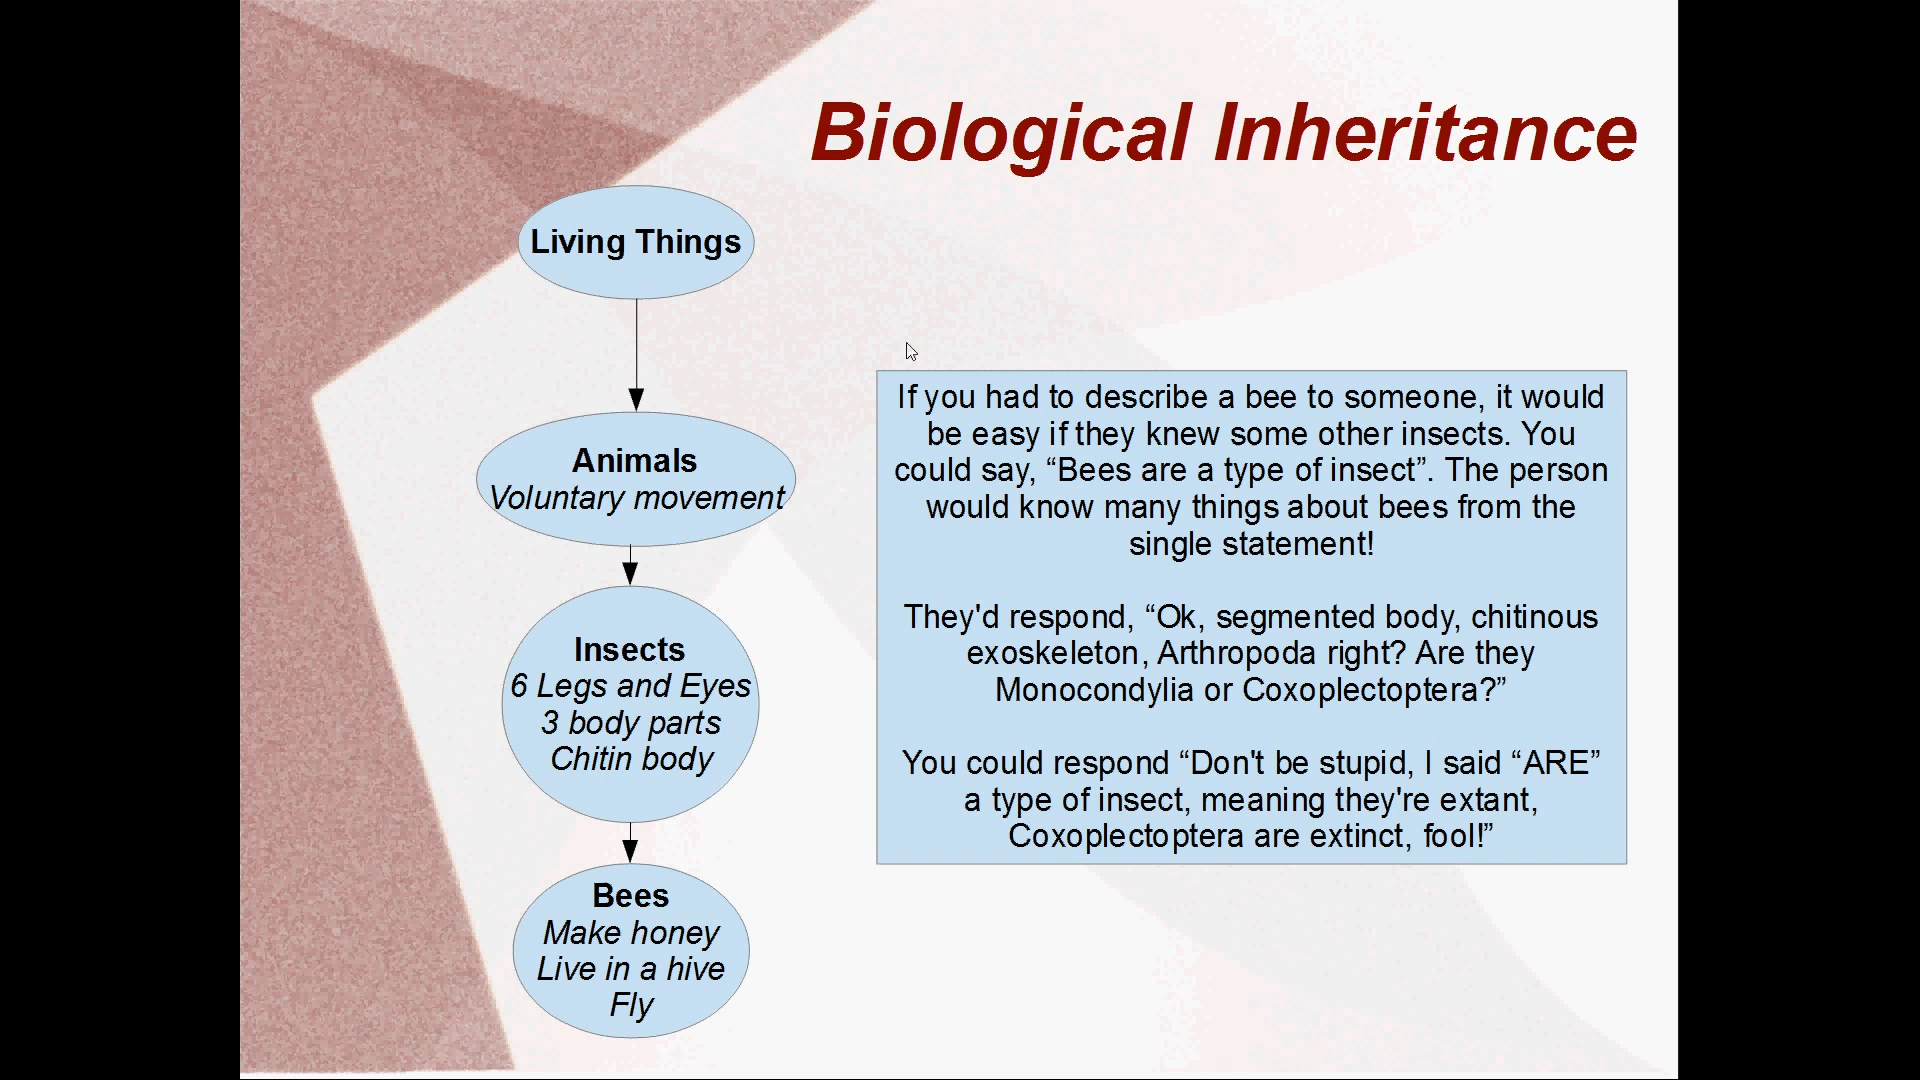 Biological Inheritance
Living Things
Animals
Voluntary movement
Insects
6 Legs and Eyes
3 body parts
Chitin body
Bees
Make honey
Live in a hive
Fly
If you had to describe a bee to someone, it would
be easy if they knew some other insects. You
could say, “Bees are a type of insect”. The person
would know many things about bees from the
single statement!
They'd respond, “Ok, segmented body, chitinous
exoskeleton, Arthropoda right? Are they
Monocondylia or Coxoplectoptera?”
You could respond “Don't be stupid, I said “ARE”
a type of insect, meaning they're extant,
Coxoplectoptera are extinct, fool!”